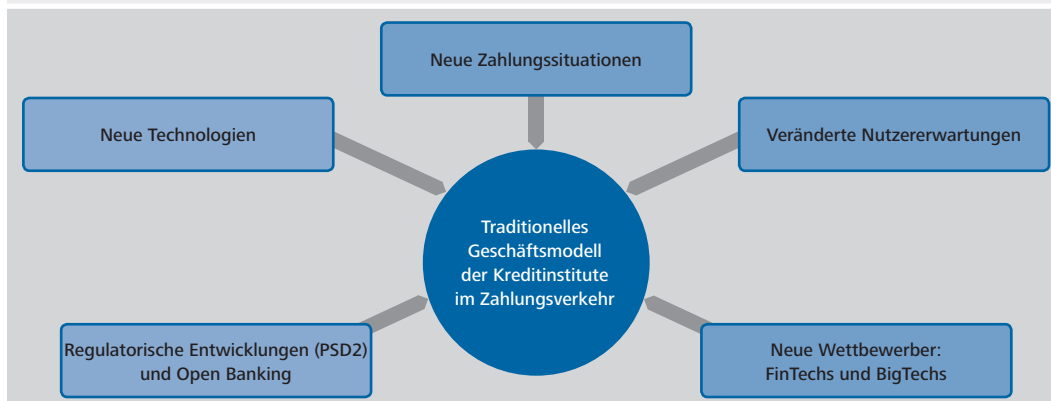 Neue Zahlungssituationen
Neue Technologien
Veränderte Nutzererwartungen
Traditionelles
Geschäftsmodell
der Kreditinstitute
im Zahlungsverkehr
Regulatorische Entwicklungen (PSD2)
und Open Banking
Neue Wettbewerber:
FinTechs und BigTechs